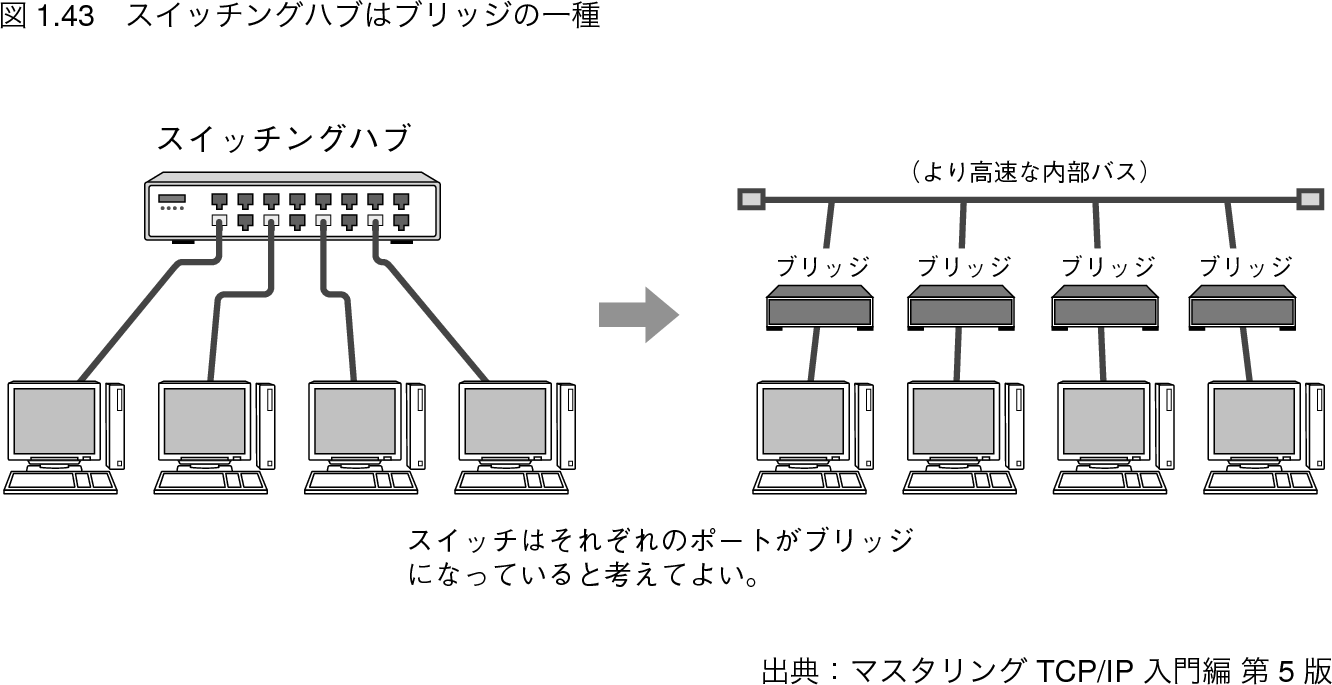 図 1.43　スイッチングハブはブリッジの一種
スイッチングハブ
（より高速な内部バス）
ブリッジ
ブリッジ
ブリッジ
ブリッジ
スイッチはそれぞれのポートがブリッジ
になっていると考えてよい。
出典：マスタリング TCP/IP 入門編 第 5 版